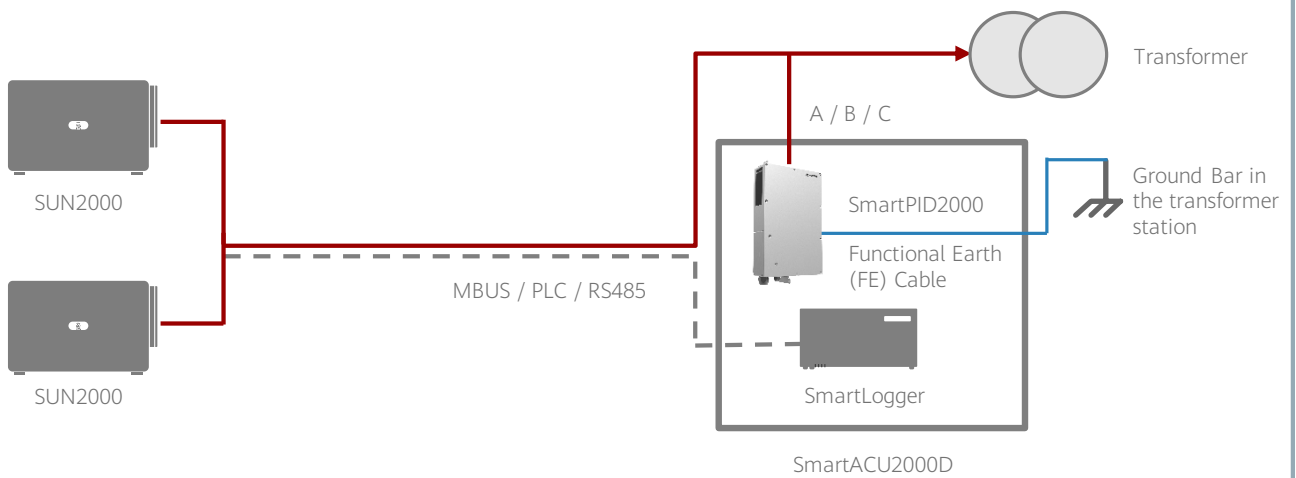 Transformer
A / B / C
SUN2000
SmartPID2000
Ground Bar in
the transformer
station
Functional Earth
(FE) Cable
MBUS / PLC / RS485
SUN2000
SmartLogger
SmartACU2000D